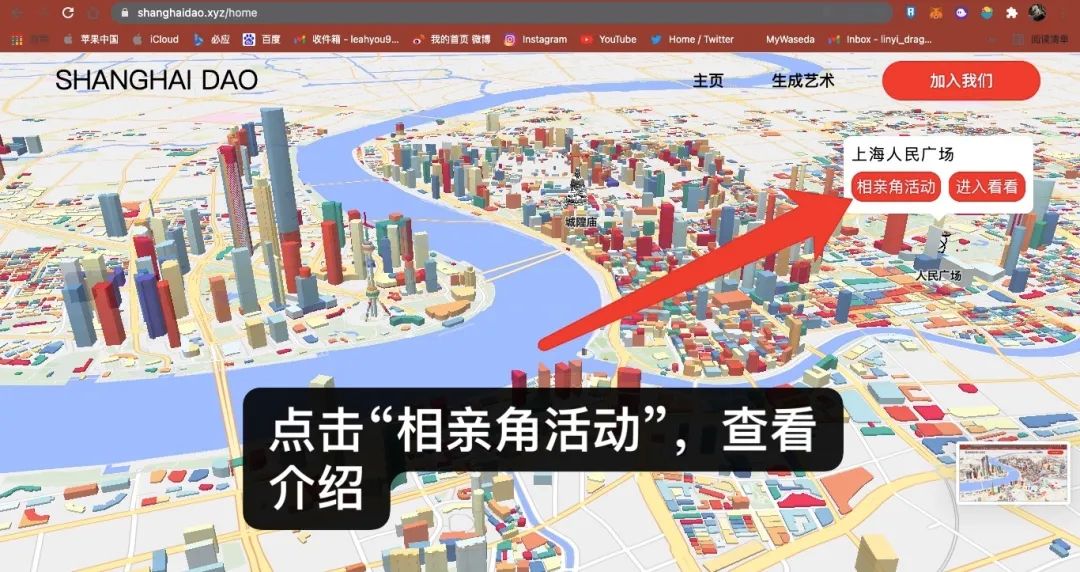 shanghaidao.xyz/home
苹果中国
iCloud
必应
百度
收件箱 - leahyou9...
我的首页 微博
Instagram
YouTube
Home / Twitter
MyWaseda
Inbox - linyi_drag...
阅读清单
SHANGHAI DAO
主页
生成艺术
加入我们
上海人民广场
相亲角活动
进入看看
城隍庙
人民广场
点击“相亲角活动”，查看
介绍